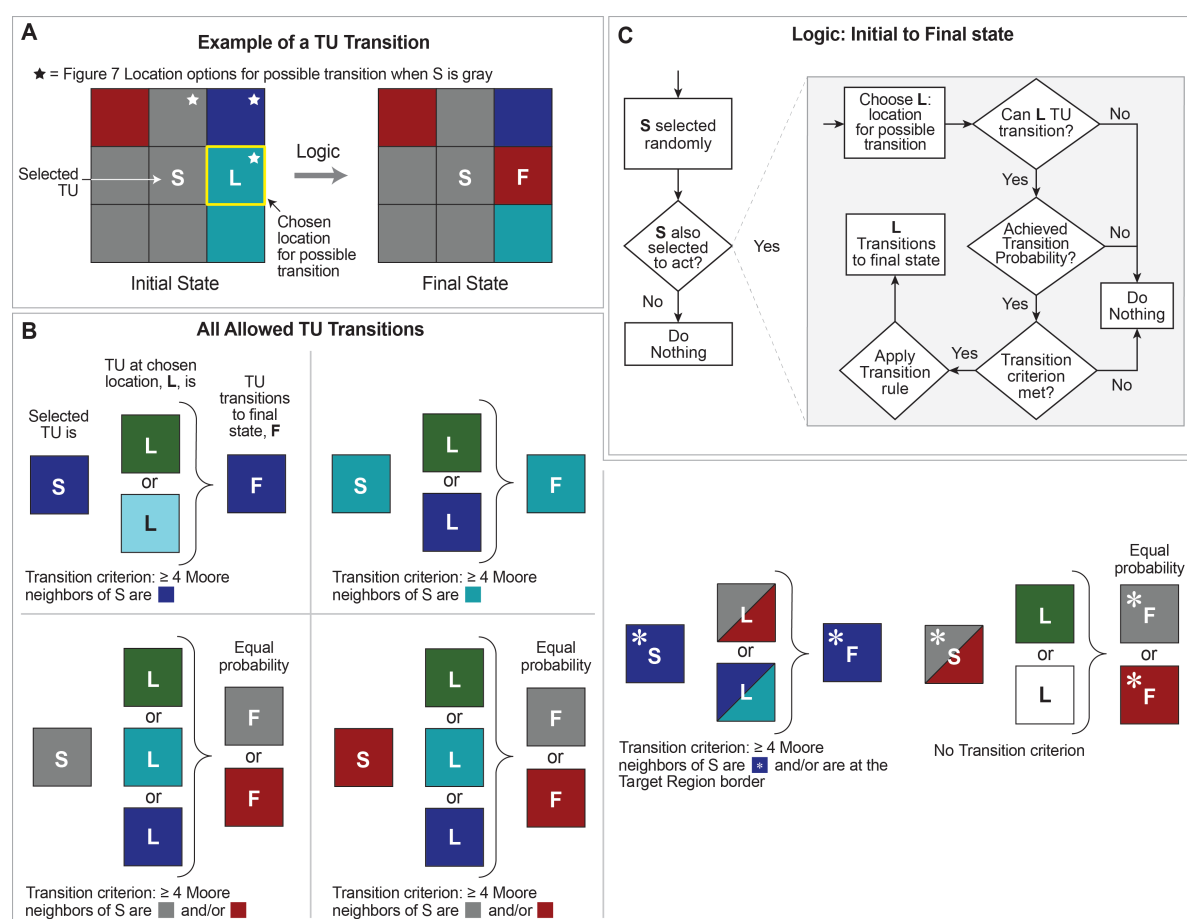 A
Example of a TU Transition
★ = Figure 7 Location options for possible transition when S is gray
Selected
TU
S
L
Logic
S
F
Chosen
location
for possible
transition
Initial State
Final State
B
All Allowed TU Transitions
Selected
TU is
TU at chosen
location, L, is
TU
transitions
to final
state, F
S
L
or
L
F
Transition criterion: ≥ 4 Moore
neighbors of S are
S
L
or
L
F
Transition criterion: ≥ 4 Moore
neighbors of S are
S
L
or
L
or
L
Equal
probability
F
or
F
Transition criterion: ≥ 4 Moore
neighbors of S are and/or
S
L
or
L
or
L
Equal
probability
F
or
F
Transition criterion: ≥ 4 Moore
neighbors of S are and/or
C
Logic: Initial to Final state
S selected
randomly
S also
selected
to act?
Yes
No
Do
Nothing
Choose L:
location
for possible
transition
Can L TU
transition?
No
Yes
Achieved
Transition
Probability?
No
Yes
Do
Nothing
Transition
criterion
met?
No
Yes
Apply
Transition
rule
L
Transitions
to final state
*S
L
or
L
*F
Transition criterion: ≥ 4 Moore
neighbors of S are * and/or are at the
Target Region border
*S
L
or
L
Equal
probability
*F
or
*F
No Transition criterion